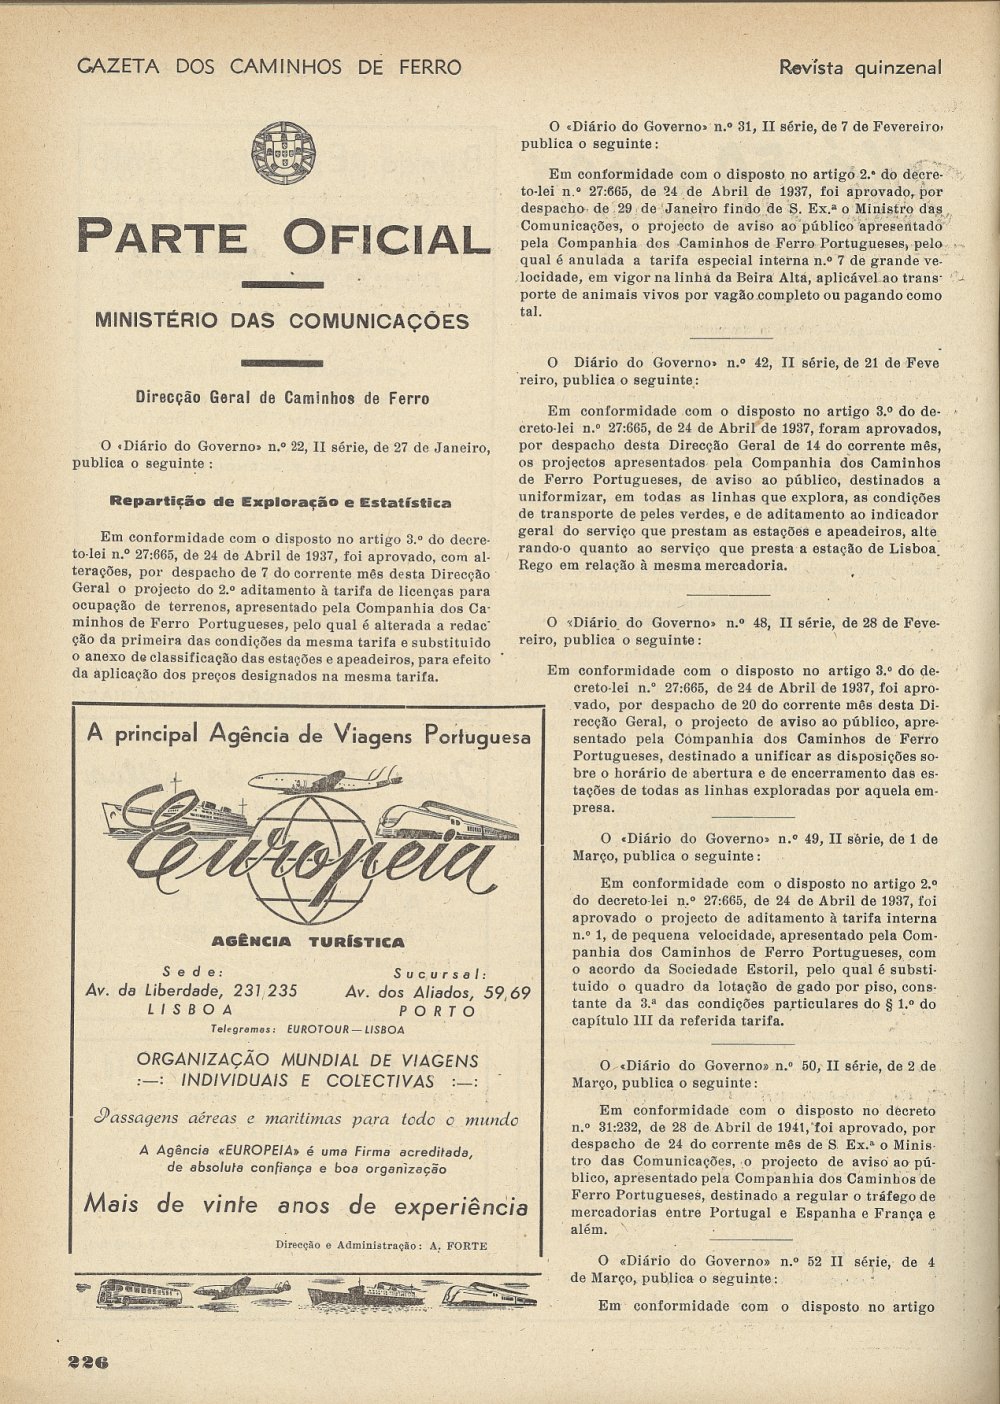 GAZETA DOS CAMINHOS DE FERRO
Revista quinzenal
PARTE OFICIAL
MINISTÉRIO DAS COMUNICAÇÕES
Direcção Geral de Caminhos de Ferro
O «Diário do Governo» n.º 22, II série, de 27 de Janeiro,
publica o seguinte:
Repartição de Exploração e Estatística
Em conformidade com o disposto no artigo 3.º do decre-
to-lei n.º 27:665, de 24 de Abril de 1937, foi aprovado, com al-
terações, por despacho de 7 do corrente mês desta Direcção
Geral o projecto do 2.º aditamento à tarifa de licenças para
ocupação de terrenos, apresentado pela Companhia dos Ca-
minhos de Ferro Portugueses, pelo qual é alterada a redac-
ção da primeira das condições da mesma tarifa e substituido
o anexo de classificação das estações e apeadeiros, para efeito
da aplicação dos preços designados na mesma tarifa.
A principal Agência de Viagens Portuguesa
Europeia
AGÊNCIA TURÍSTICA
Sede:
Av. da Liberdade, 231,235
LISBOA
Sucursal:
Av. dos Aliados, 59,69
PORTO
Telegramas: EUROTOUR—LISBOA
ORGANIZAÇÃO MUNDIAL DE VIAGENS
:—: INDIVIDUAIS E COLECTIVAS :—:
Passagens aéreas e maritimas para todo o mundo
A Agência «EUROPEIA» é uma Firma acreditada,
de absoluta confiança e boa organização
Mais de vinte anos de experiência
Direcção e Administração: A. FORTE
226
O «Diário do Governo» n.º 31, II série, de 7 de Fevereiro,
publica o seguinte:
Em conformidade com o disposto no artigo 2.º do decre-
to-lei n.º 27:665, de 24 de Abril de 1937, foi aprovado, por
despacho de 29 de Janeiro findo de S. Ex.ª o Ministro das
Comunicações, o projecto de aviso ao público apresentado
pela Companhia dos Caminhos de Ferro Portugueses, pelo
qual é anulada a tarifa especial interna n.º 7 de grande ve-
locidade, em vigor na linha da Beira Alta, aplicável ao trans-
porte de animais vivos por vagão completo ou pagando como
tal.
O Diário do Governo» n.º 42, II série, de 21 de Feve
reiro, publica o seguinte:
Em conformidade com o disposto no artigo 3.º do de-
creto-lei n.º 27:665, de 24 de Abril de 1937, foram aprovados,
por despacho desta Direcção Geral de 14 do corrente mês,
os projectos apresentados pela Companhia dos Caminhos
de Ferro Portugueses, de aviso ao público, destinados a
uniformizar, em todas as linhas que explora, as condições
de transporte de peles verdes, e de aditamento ao indicador
geral do serviço que prestam as estações e apeadeiros, alte
rando-o quanto ao serviço que presta a estação de Lisboa
Rego em relação à mesma mercadoria.
O «Diário do Governo» n.º 48, II série, de 28 de Feve-
reiro, publica o seguinte:
Em conformidade com o disposto no artigo 3.º do de-
creto-lei n.º 27:665, de 24 de Abril de 1937, foi apro-
vado, por despacho de 20 do corrente mês desta Di-
recção Geral, o projecto de aviso ao público, apre-
sentado pela Companhia dos Caminhos de Ferro
Portugueses, destinado a unificar as disposições so-
bre o horário de abertura e de encerramento das es-
tações de todas as linhas exploradas por aquela em-
presa.
O «Diário do Governo» n.º 49, II série, de 1 de
Março, publica o seguinte:
Em conformidade com o disposto no artigo 2.º
do decreto-lei n.º 27:665, de 24 de Abril de 1937, foi
aprovado o projecto de aditamento à tarifa interna
n.º 1, de pequena velocidade, apresentado pela Com-
panhia dos Caminhos de Ferro Portugueses, com
o acordo da Sociedade Estoril, pelo qual é substi-
tuido o quadro da lotação de gado por piso, cons-
tante da 3.ª das condições particulares do § 1.º do
capítulo III da referida tarifa.
O «Diário do Governo» n.º 50, II série, de 2 de
Março, publica o seguinte:
Em conformidade com o disposto no decreto
n.º 31:232, de 28 de Abril de 1941, foi aprovado, por
despacho de 24 do corrente mês de S Ex.ª o Minis-
tro das Comunicações, o projecto de aviso ao pú-
blico, apresentado pela Companhia dos Caminhos de
Ferro Portugueses, destinado a regular o tráfego de
mercadorias entre Portugal e Espanha e França e
além.
O «Diário do Governo» n.º 52 II série, de 4
de Março, publica o seguinte:
Em conformidade com o disposto no artigo